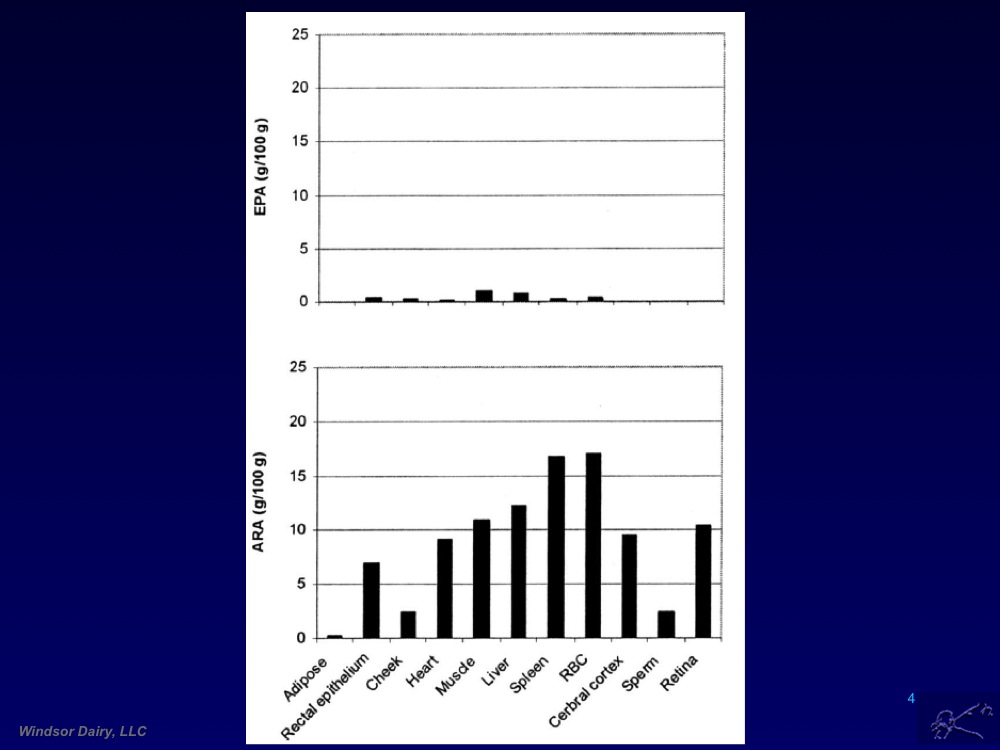 25
20
15
10
5
0
EPA (g/100 g)
25
20
15
10
5
0
ARA (g/100 g)
Adipose
Rectal epithelium
Cheek
Heart
Muscle
Liver
Spleen
RBC
Cerbral cortex
Sperm
Retina
4
Windsor Dairy, LLC